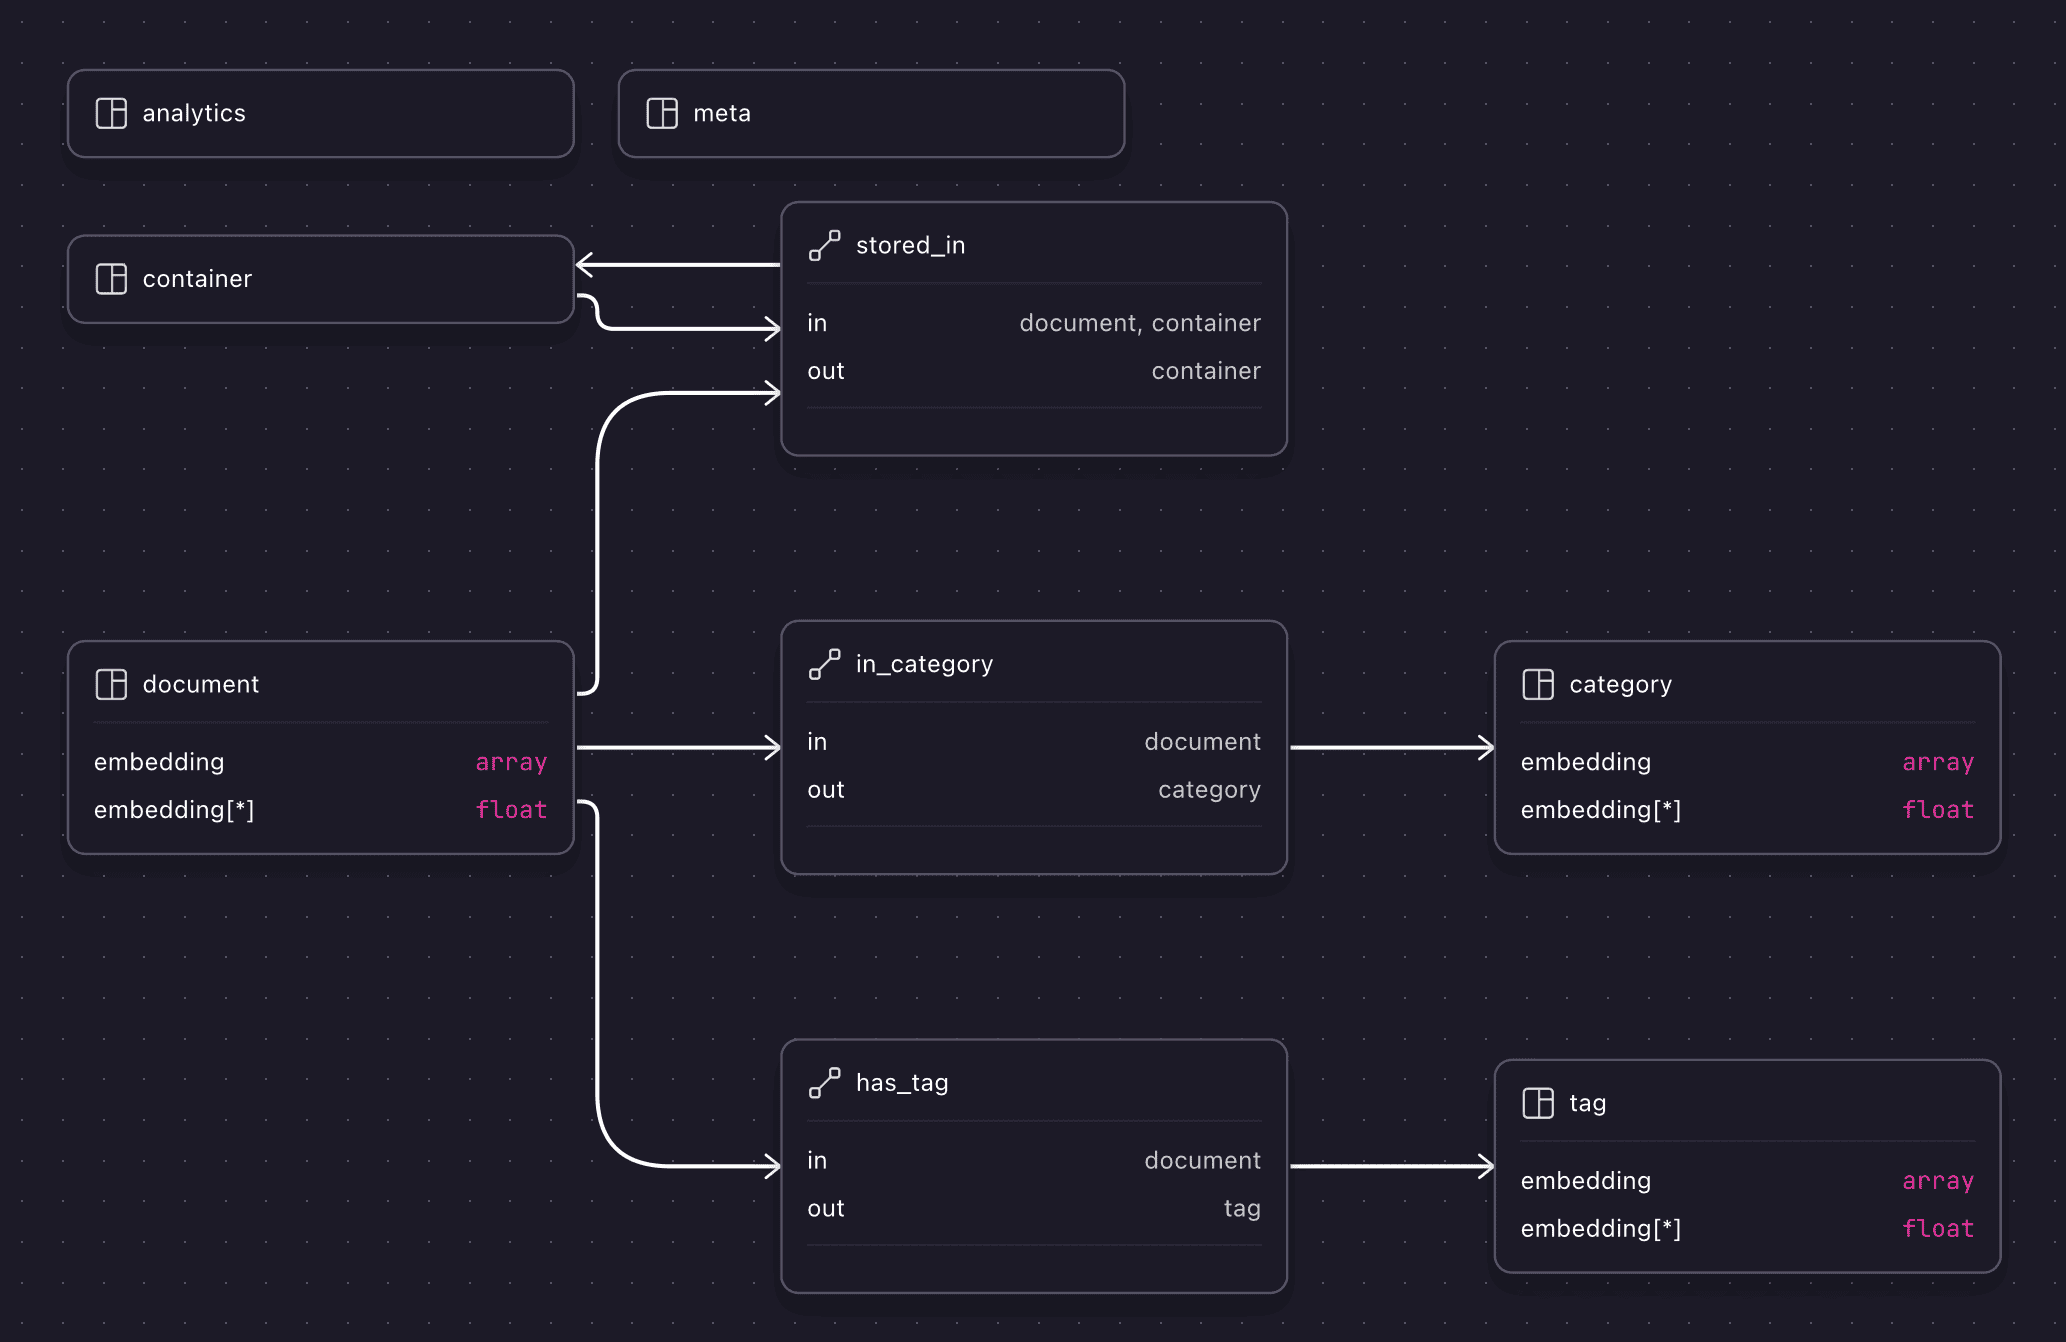 analytics
meta
container
stored_in
in document, container
out container
document
embedding array
embedding[*] float
in_category
in document
out category
category
embedding array
embedding[*] float
has_tag
in document
out tag
tag
embedding array
embedding[*] float